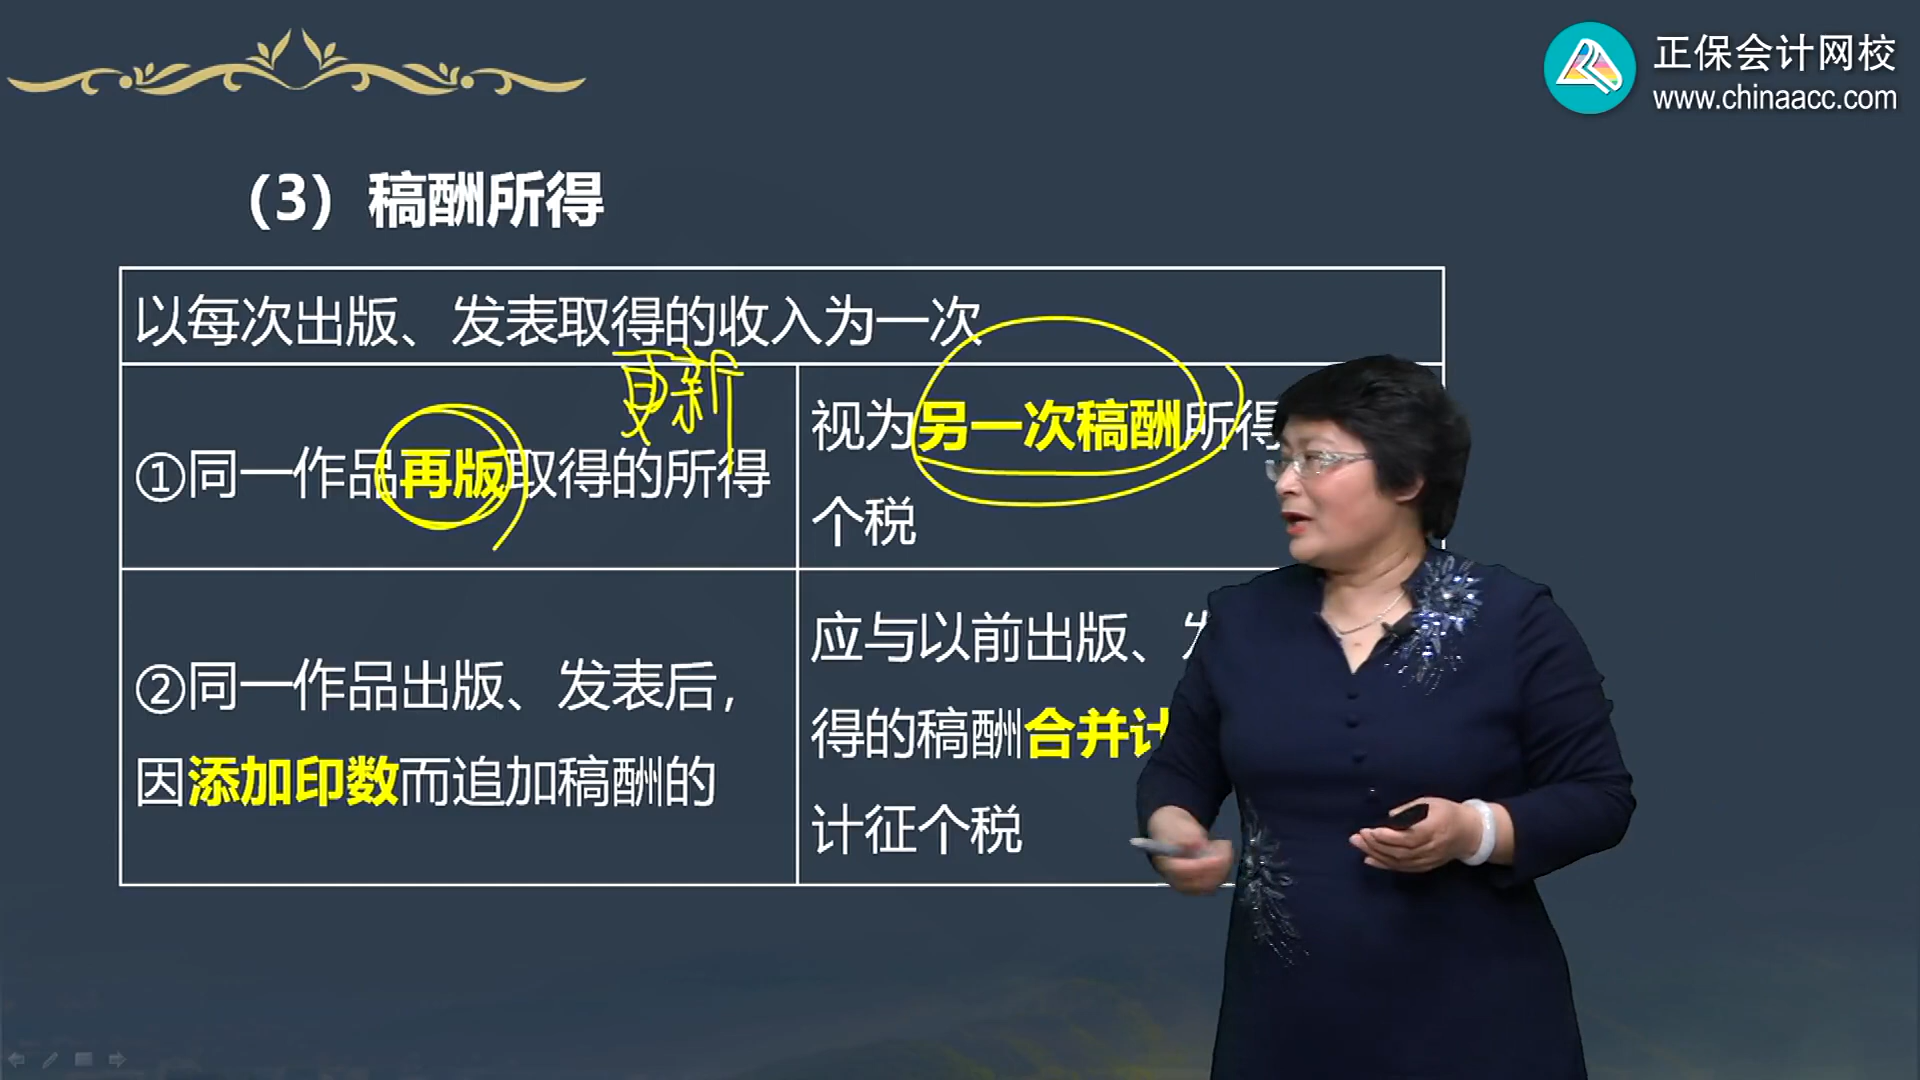 正保会计网校
www.chinaacc.com
（3）稿酬所得
以每次出版、发表取得的收入为一次
更新
①同一作品再版取得的所得
视为另一次稿酬所得
个税
②同一作品出版、发表后，
因添加印数而追加稿酬的
应与以前出版、
得的稿酬合并计
计征个税